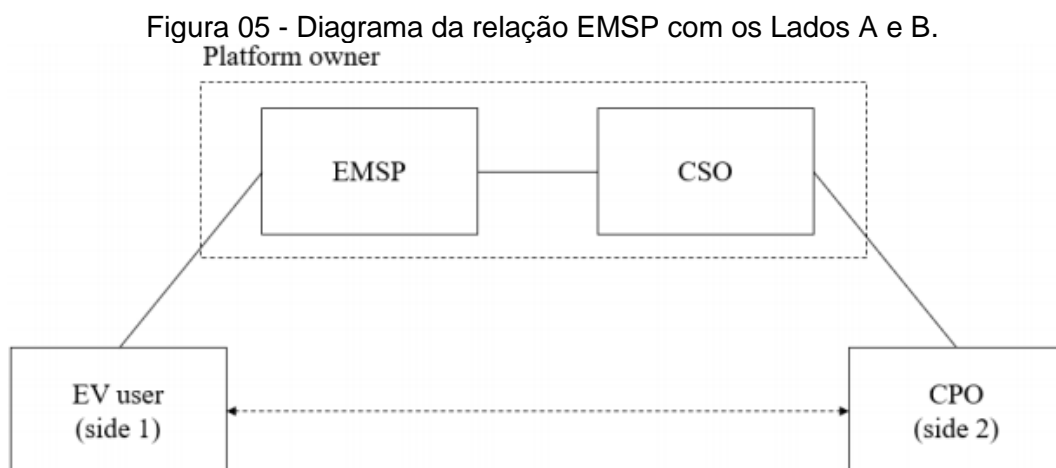 Figura 05 - Diagrama da relação EMSP com os Lados A e B.
Platform owner
EMSP
CSO
EV user
(side 1)
CPO
(side 2)